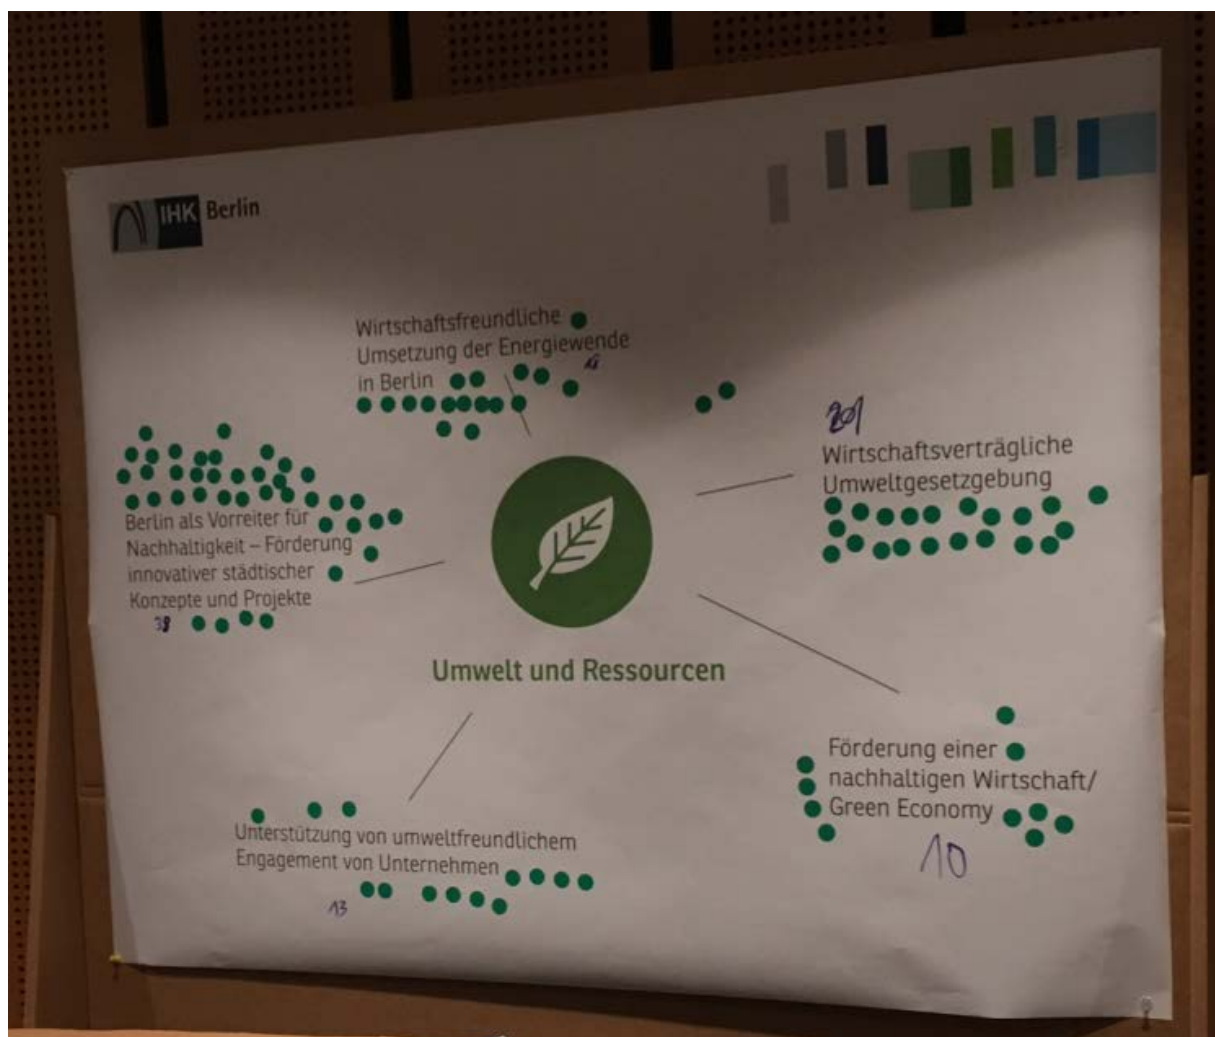 IHK Berlin
Wirtschaftsfreundliche
Umsetzung der Energiewende
in Berlin
Wirtschaftsverträgliche
Umweltgesetzgebung
Berlin als Vorreiter für
Nachhaltigkeit – Förderung
innovativer städtischer
Konzepte und Projekte
38
Umwelt und Ressourcen
Förderung einer
nachhaltigen Wirtschaft/
Green Economy
10
Unterstützung von umweltfreundlichem
Engagement von Unternehmen
13